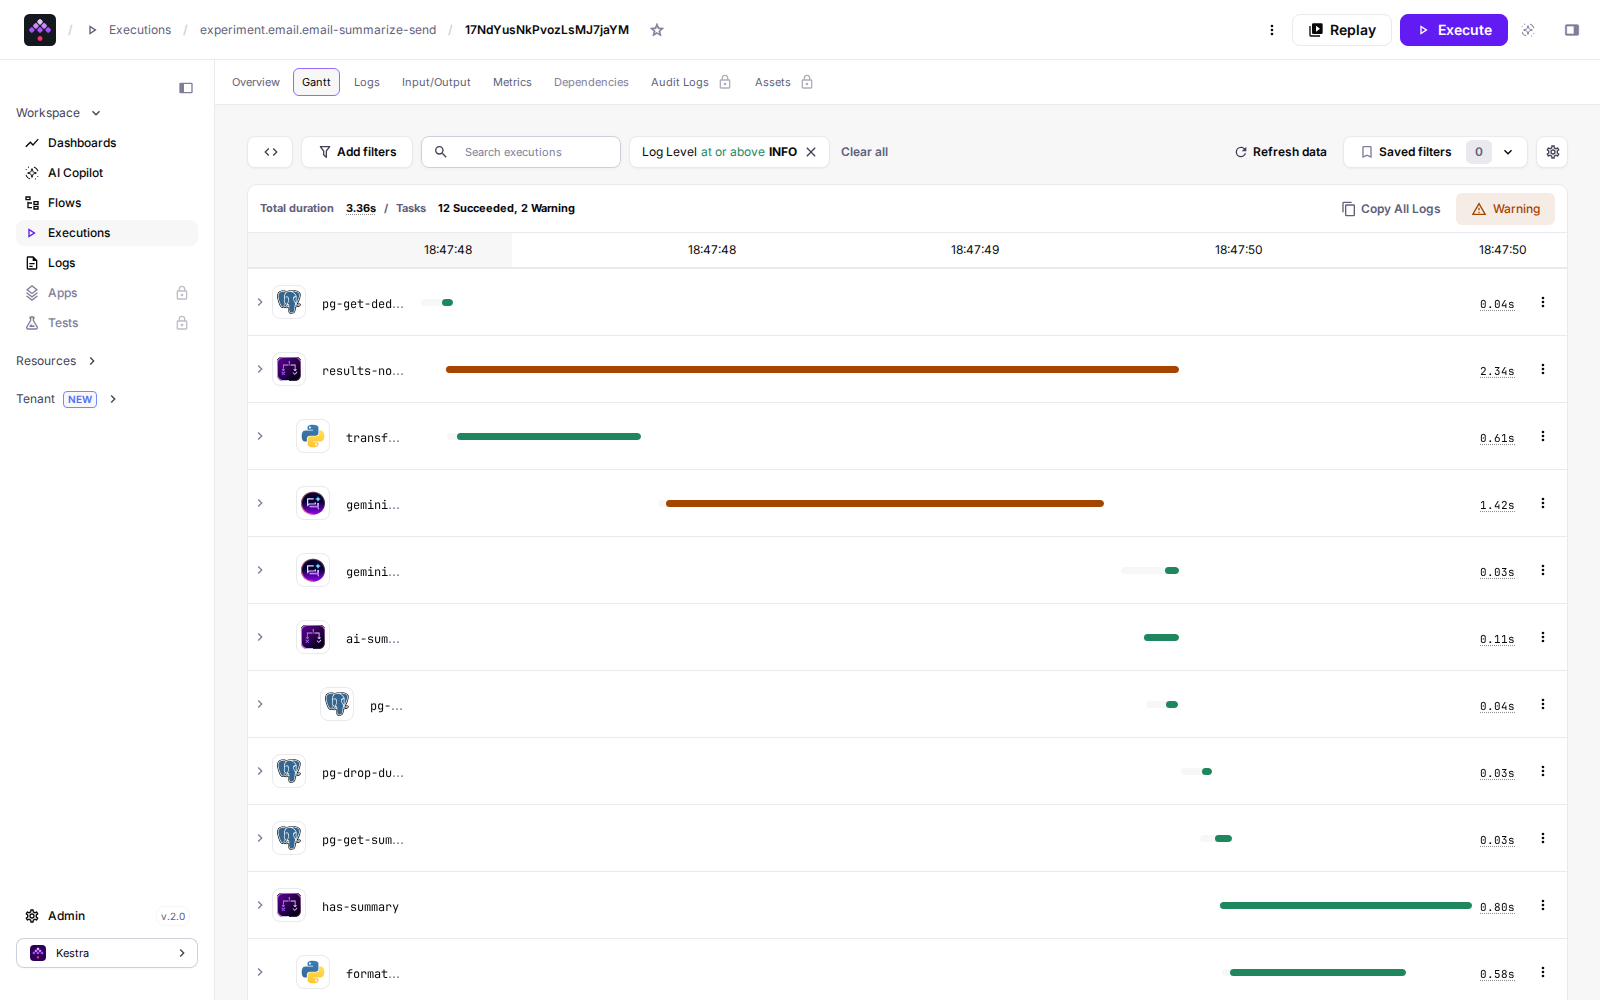 / Executions / experiment.email.email-summarize-send / 17NdYusNkPvozLsMJ7jaYM
Replay
Execute
Workspace
Dashboards
AI Copilot
Flows
Executions
Logs
Apps
Tests
Resources
Tenant NEW
Admin v.2.0
Kestra
Overview Gantt Logs Input/Output Metrics Dependencies Audit Logs Assets
Add filters
Search executions
Log Level at or above INFO
Clear all
Refresh data
Saved filters 0
Total duration 3.36s / Tasks 12 Succeeded, 2 Warning
Copy All Logs
Warning
18:47:48 18:47:48 18:47:49 18:47:50 18:47:50
pg-get-ded... 0.04s
results-no... 2.34s
transf... 0.61s
gemini... 1.42s
gemini... 0.03s
ai-sum... 0.11s
pg-... 0.04s
pg-drop-du... 0.03s
pg-get-sum... 0.03s
has-summary 0.80s
format... 0.58s